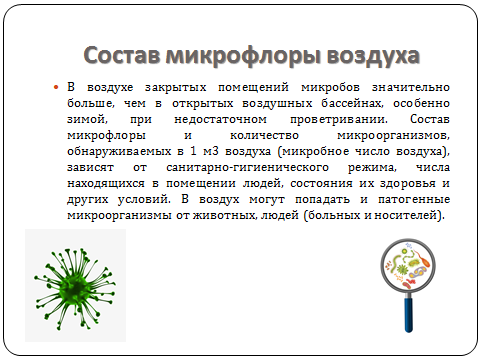 Состав микрофлоры воздуха
В воздухе закрытых помещений микробов значительно
больше, чем в открытых воздушных бассейнах, особенно
зимой, при недостаточном проветривании. Состав
микрофлоры и количество микроорганизмов,
обнаруживаемых в 1 м3 воздуха (микробное число воздуха),
зависят от санитарно-гигиенического режима, числа
находящихся в помещении людей, состояния их здоровья и
других условий. В воздух могут попадать и патогенные
микроорганизмы от животных, людей (больных и носителей).